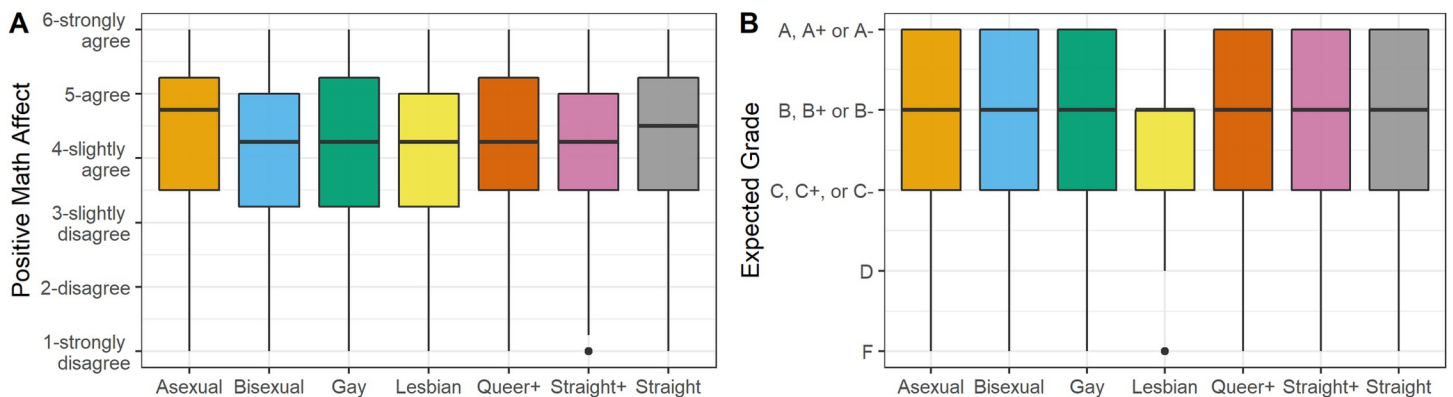 A
Positive Math Affect
6-strongly
agree
5-agree
4-slightly
agree
3-slightly
disagree
2-disagree
1-strongly
disagree
Asexual Bisexual Gay Lesbian Queer+ Straight+ Straight
B
Expected Grade
A, A+ or A-
B, B+ or B-
C, C+, or C-
D
F
Asexual Bisexual Gay Lesbian Queer+ Straight+ Straight